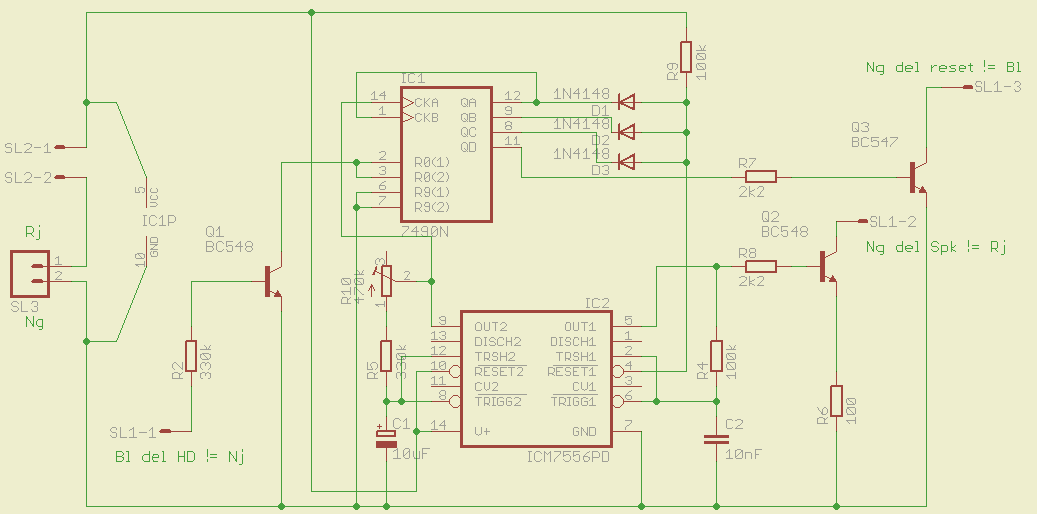 R9
100k
Ng del reset != Bl
SL1-3
IC1
14
CKA
QA
12
1N4148
D1
1
CKB
QB
9
1N4148
D2
QC
8
1N4148
D3
QD
11
2
R0(1)
3
R0(2)
6
R9(1)
7
R9(2)
7490N
Q3
BC547
SL2-1
SL2-2
5
VCC
IC1P
10
GND
R7
2k2
Rj
1
2
SL3
Ng
Q1
BC548
Q2
BC548
SL1-2
Ng del Spk != Rj
R8
2k2
R10
470k
3
2
1
IC2
9
OUT2
OUT1
5
13
DISCH2
DISCH1
1
12
TRSH2
TRSH1
2
10
RESET2
RESET1
4
11
CV2
CV1
3
8
TRIGG2
TRIGG1
6
14
V+
GND
7
ICM7556PD
R2
330k
R5
330k
R4
100k
R6
100
C1
+
10uF
C2
10nF
SL1-1
Bl del HD != Nj